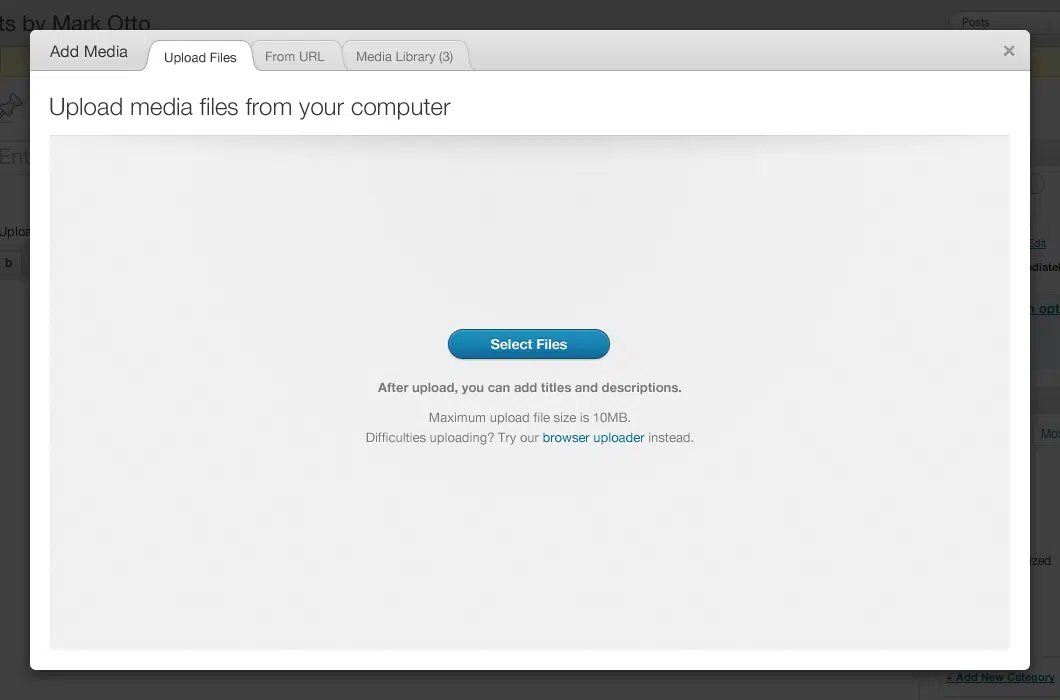 ts by Mark Otto
Posts
Add Media
Upload Files
From URL
Media Library (3)
×
Upload media files from your computer
Ent
Uploa
b
Edit
diatel
n opt
Select Files
After upload, you can add titles and descriptions.
Maximum upload file size is 10MB.
Difficulties uploading? Try our browser uploader instead.
Mos
ized
+ Add New Category